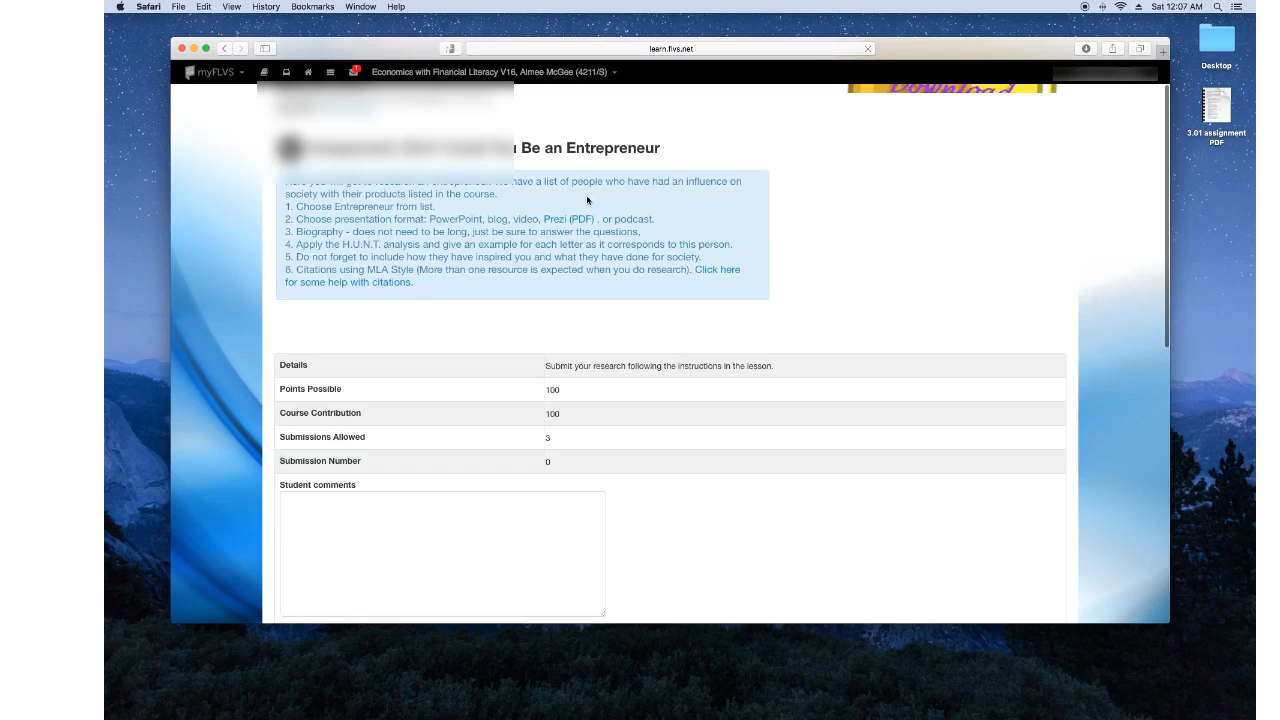 Safari File Edit View History Bookmarks Window Help Sat 12:07 AM
learn.flvs.net
Desktop
myFLVS Economics with Financial Literacy V16, Aimee McGee (4211/S)
1
Download
3.01 assignment
PDF
Be an Entrepreneur
have a list of people who have had an influence on
society with their products listed in the course.
1. Choose Entrepreneur from list.
2. Choose presentation format: PowerPoint, blog, video, Prezi (PDF) , or podcast.
3. Biography - does not need to be long, just be sure to answer the questions,
4. Apply the H.U.N.T. analysis and give an example for each letter as it corresponds to this person.
5. Do not forget to include how they have inspired you and what they have done for society.
6. Citations using MLA Style (More than one resource is expected when you do research). Click here
for some help with citations.
Details Submit your research following the instructions in the lesson.
Points Possible 100
Course Contribution 100
Submissions Allowed 3
Submission Number 0
Student comments